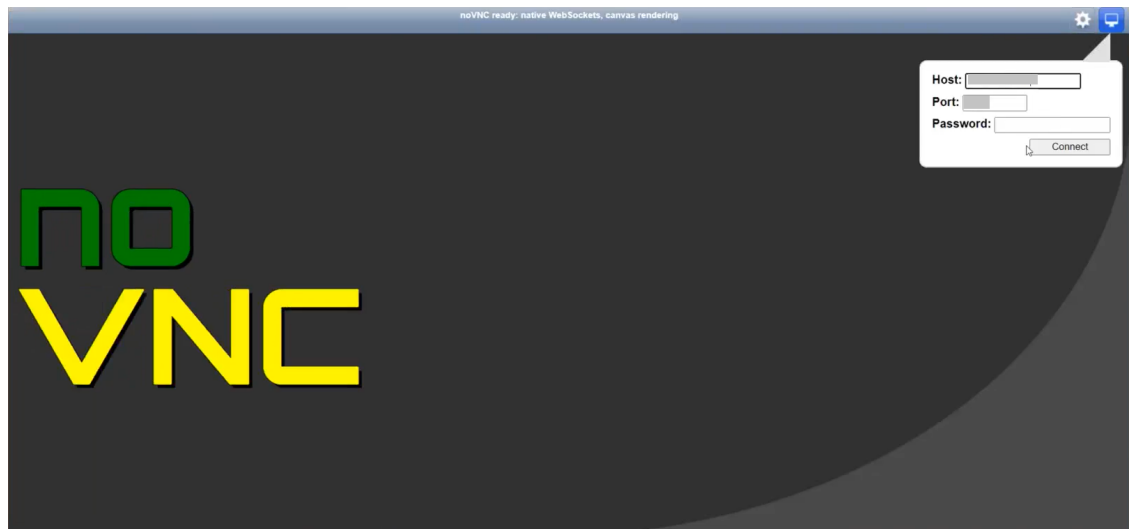 noVNC ready: native WebSockets, canvas rendering
Host:
Port:
Password:
Connect
no
VNC